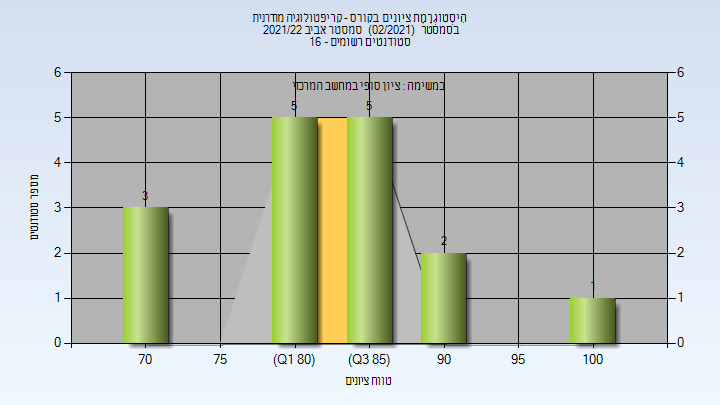 היסטוגרמת ציונים בקורס - קריפטולוגיה מודרנית
בסמסטר (02/2021) סמסטר אביב 2021/22
סטודנטים רשומים - 16
במשימה : ציון סופי במחשב המרכזי
6 6
5 5
4 4
3 3
2 2
1 1
0 0
3 5 5 2 1
מספר סטודנטים
70 75 (Q1 80) (Q3 85) 90 95 100
טווח ציונים